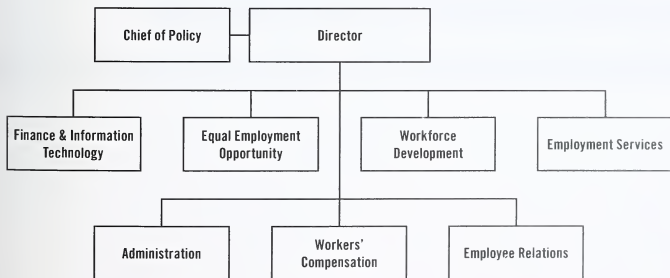 Chief of Policy
Director
Finance & Information
Technology
Equal Employment
Opportunity
Workforce
Development
Employment Services
Administration
Workers'
Compensation
Employee Relations